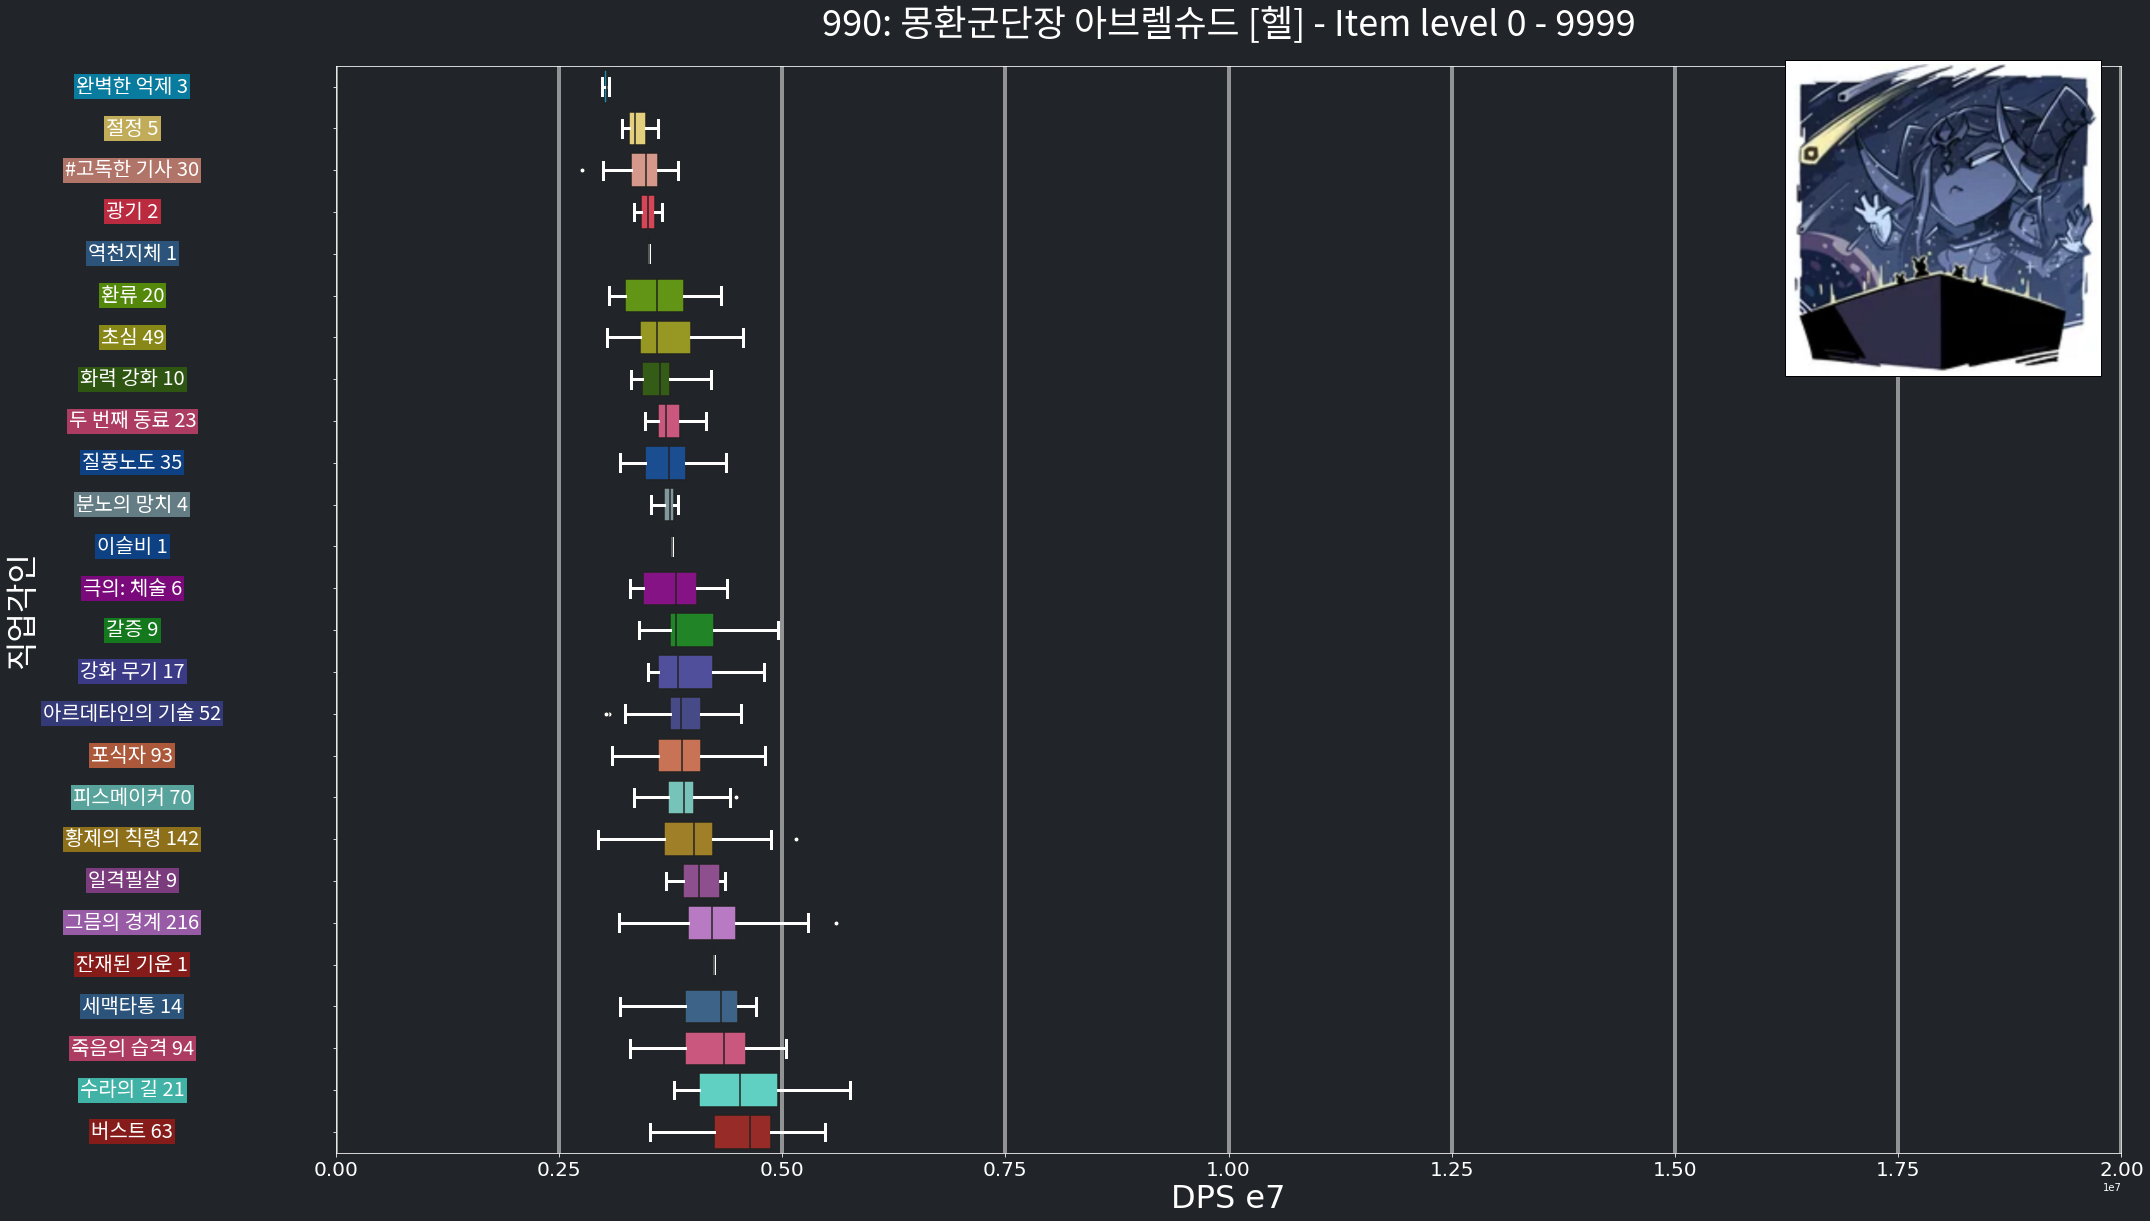 990: 몽환군단장 아브렐슈드 [헬] - Item level 0 - 9999
완벽한 억제 3
절정 5
#고독한 기사 30
광기 2
역천지체 1
환류 20
초심 49
화력 강화 10
두 번째 동료 23
질풍노도 35
분노의 망치 4
이슬비 1
극의: 체술 6
갈증 9
강화 무기 17
아르데타인의 기술 52
포식자 93
피스메이커 70
황제의 칙령 142
일격필살 9
그믐의 경계 216
잔재된 기운 1
세맥타통 14
죽음의 습격 94
수라의 길 21
버스트 63
직업각인
0.00 0.25 0.50 0.75 1.00 1.25 1.50 1.75 2.00
1e7
DPS e7